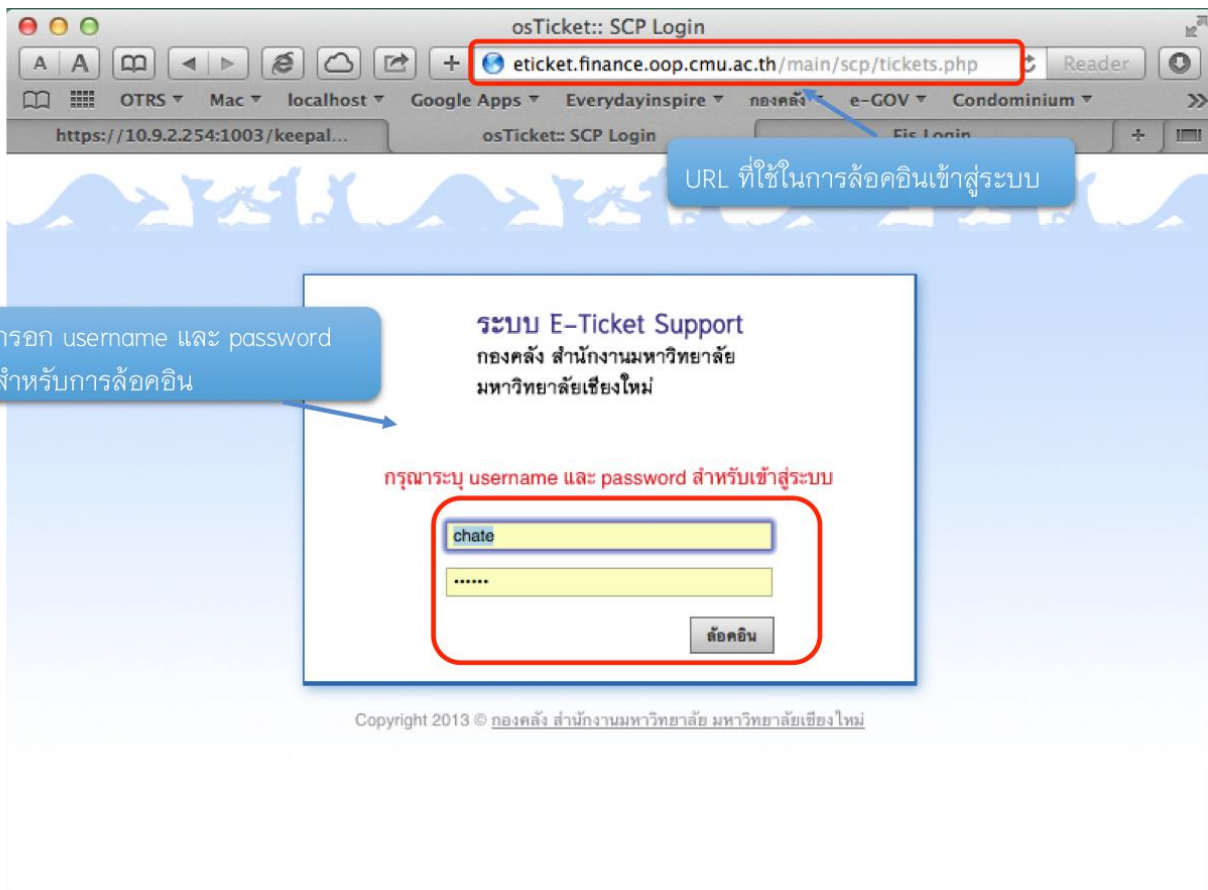 osTicket:: SCP Login
A A + eticket.finance.oop.cmu.ac.th/main/scp/tickets.php Reader
OTRS Mac localhost Google Apps Everydayinspire กองคลัง e-GOV Condominium
https://10.9.2.254:1003/keepal... osTicket:: SCP Login Fis Login +
URL ที่ใช้ในการล้อคอินเข้าสู่ระบบ
ระบบ E-Ticket Support
กองคลัง สำนักงานมหาวิทยาลัย
มหาวิทยาลัยเชียงใหม่
กรอก username และ password
สำหรับการล้อคอิน
กรุณาระบุ username และ password สำหรับเข้าสู่ระบบ
chate
••••••
ล้อคอิน
Copyright 2013 © กองคลัง สำนักงานมหาวิทยาลัย มหาวิทยาลัยเชียงใหม่